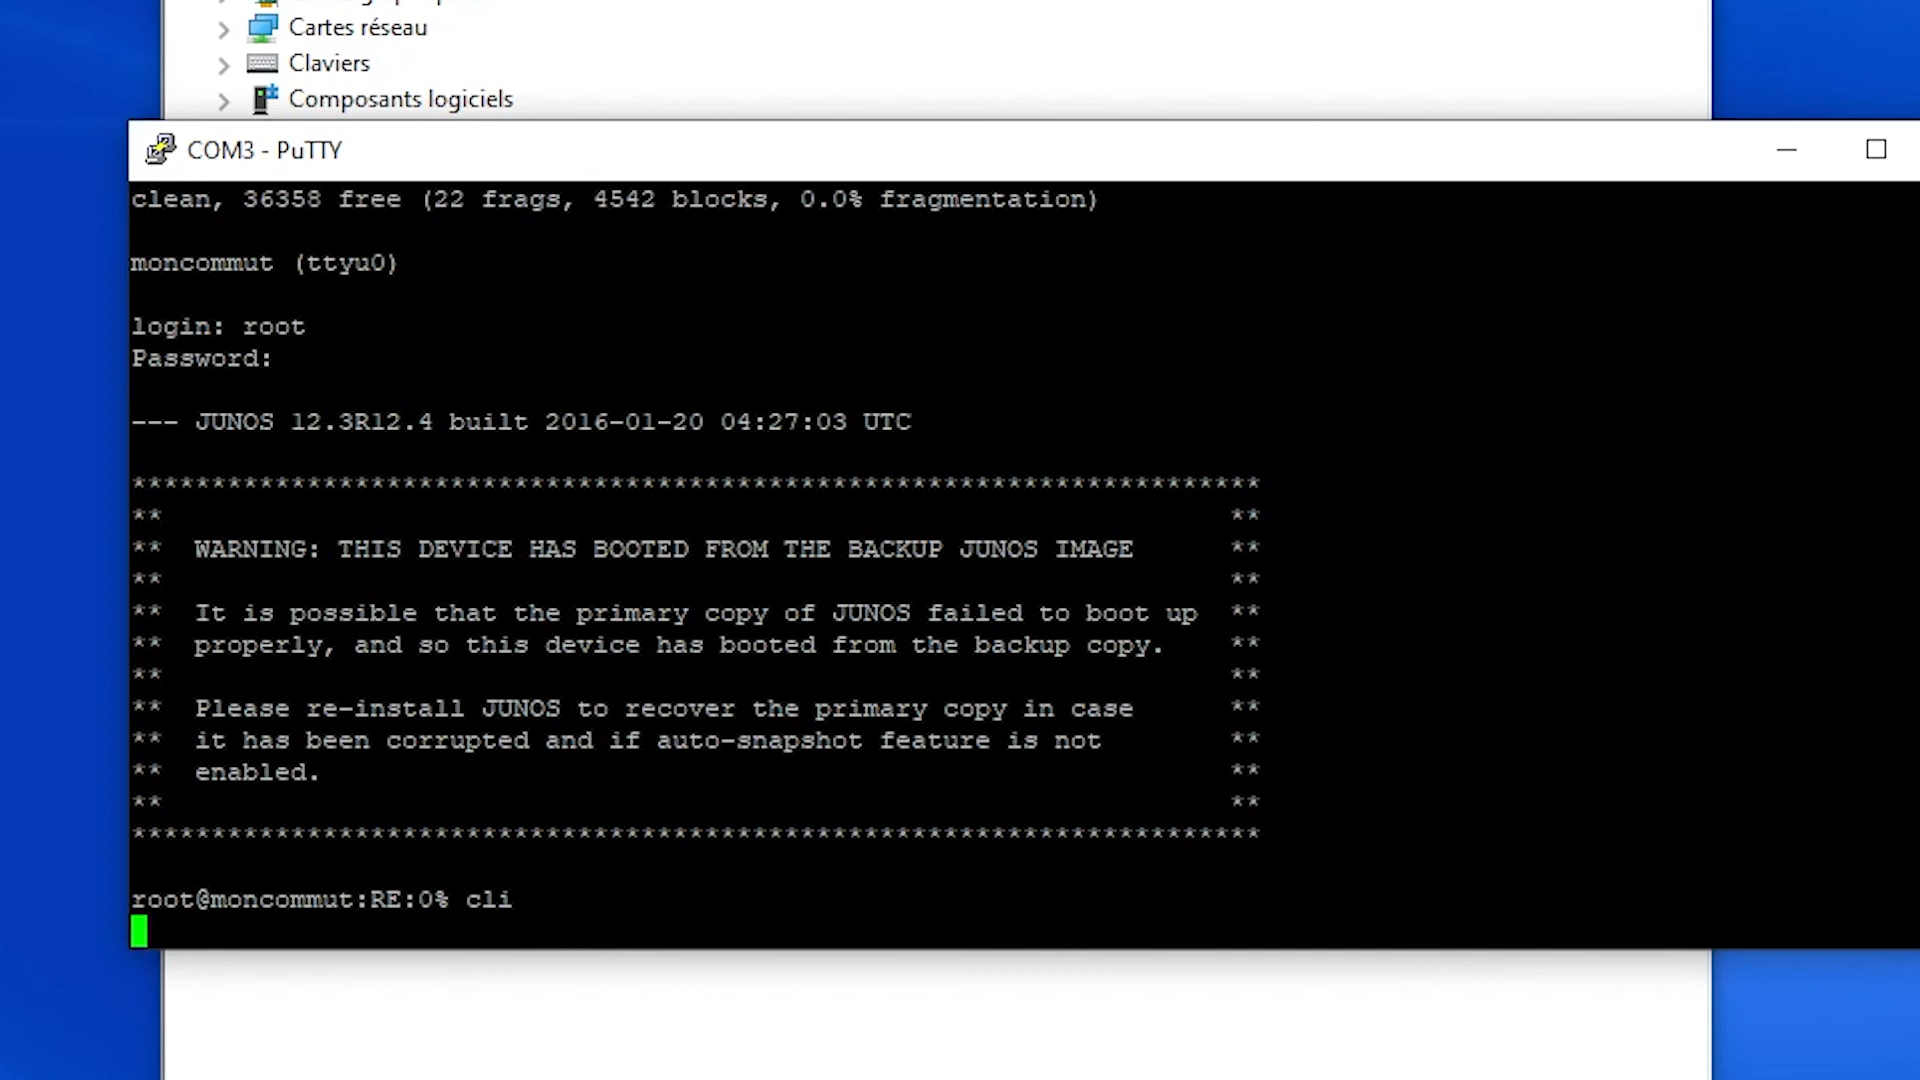 Cartes réseau
Claviers
Composants logiciels
COM3 - PuTTY
clean, 36358 free (22 frags, 4542 blocks, 0.0% fragmentation)
moncommut (ttyu0)
login: root
Password:
--- JUNOS 12.3R12.4 built 2016-01-20 04:27:03 UTC
***********************************************************************
** **
** WARNING: THIS DEVICE HAS BOOTED FROM THE BACKUP JUNOS IMAGE **
** **
** It is possible that the primary copy of JUNOS failed to boot up **
** properly, and so this device has booted from the backup copy. **
** **
** Please re-install JUNOS to recover the primary copy in case **
** it has been corrupted and if auto-snapshot feature is not **
** enabled. **
** **
***********************************************************************
root@moncommut:RE:0% cli